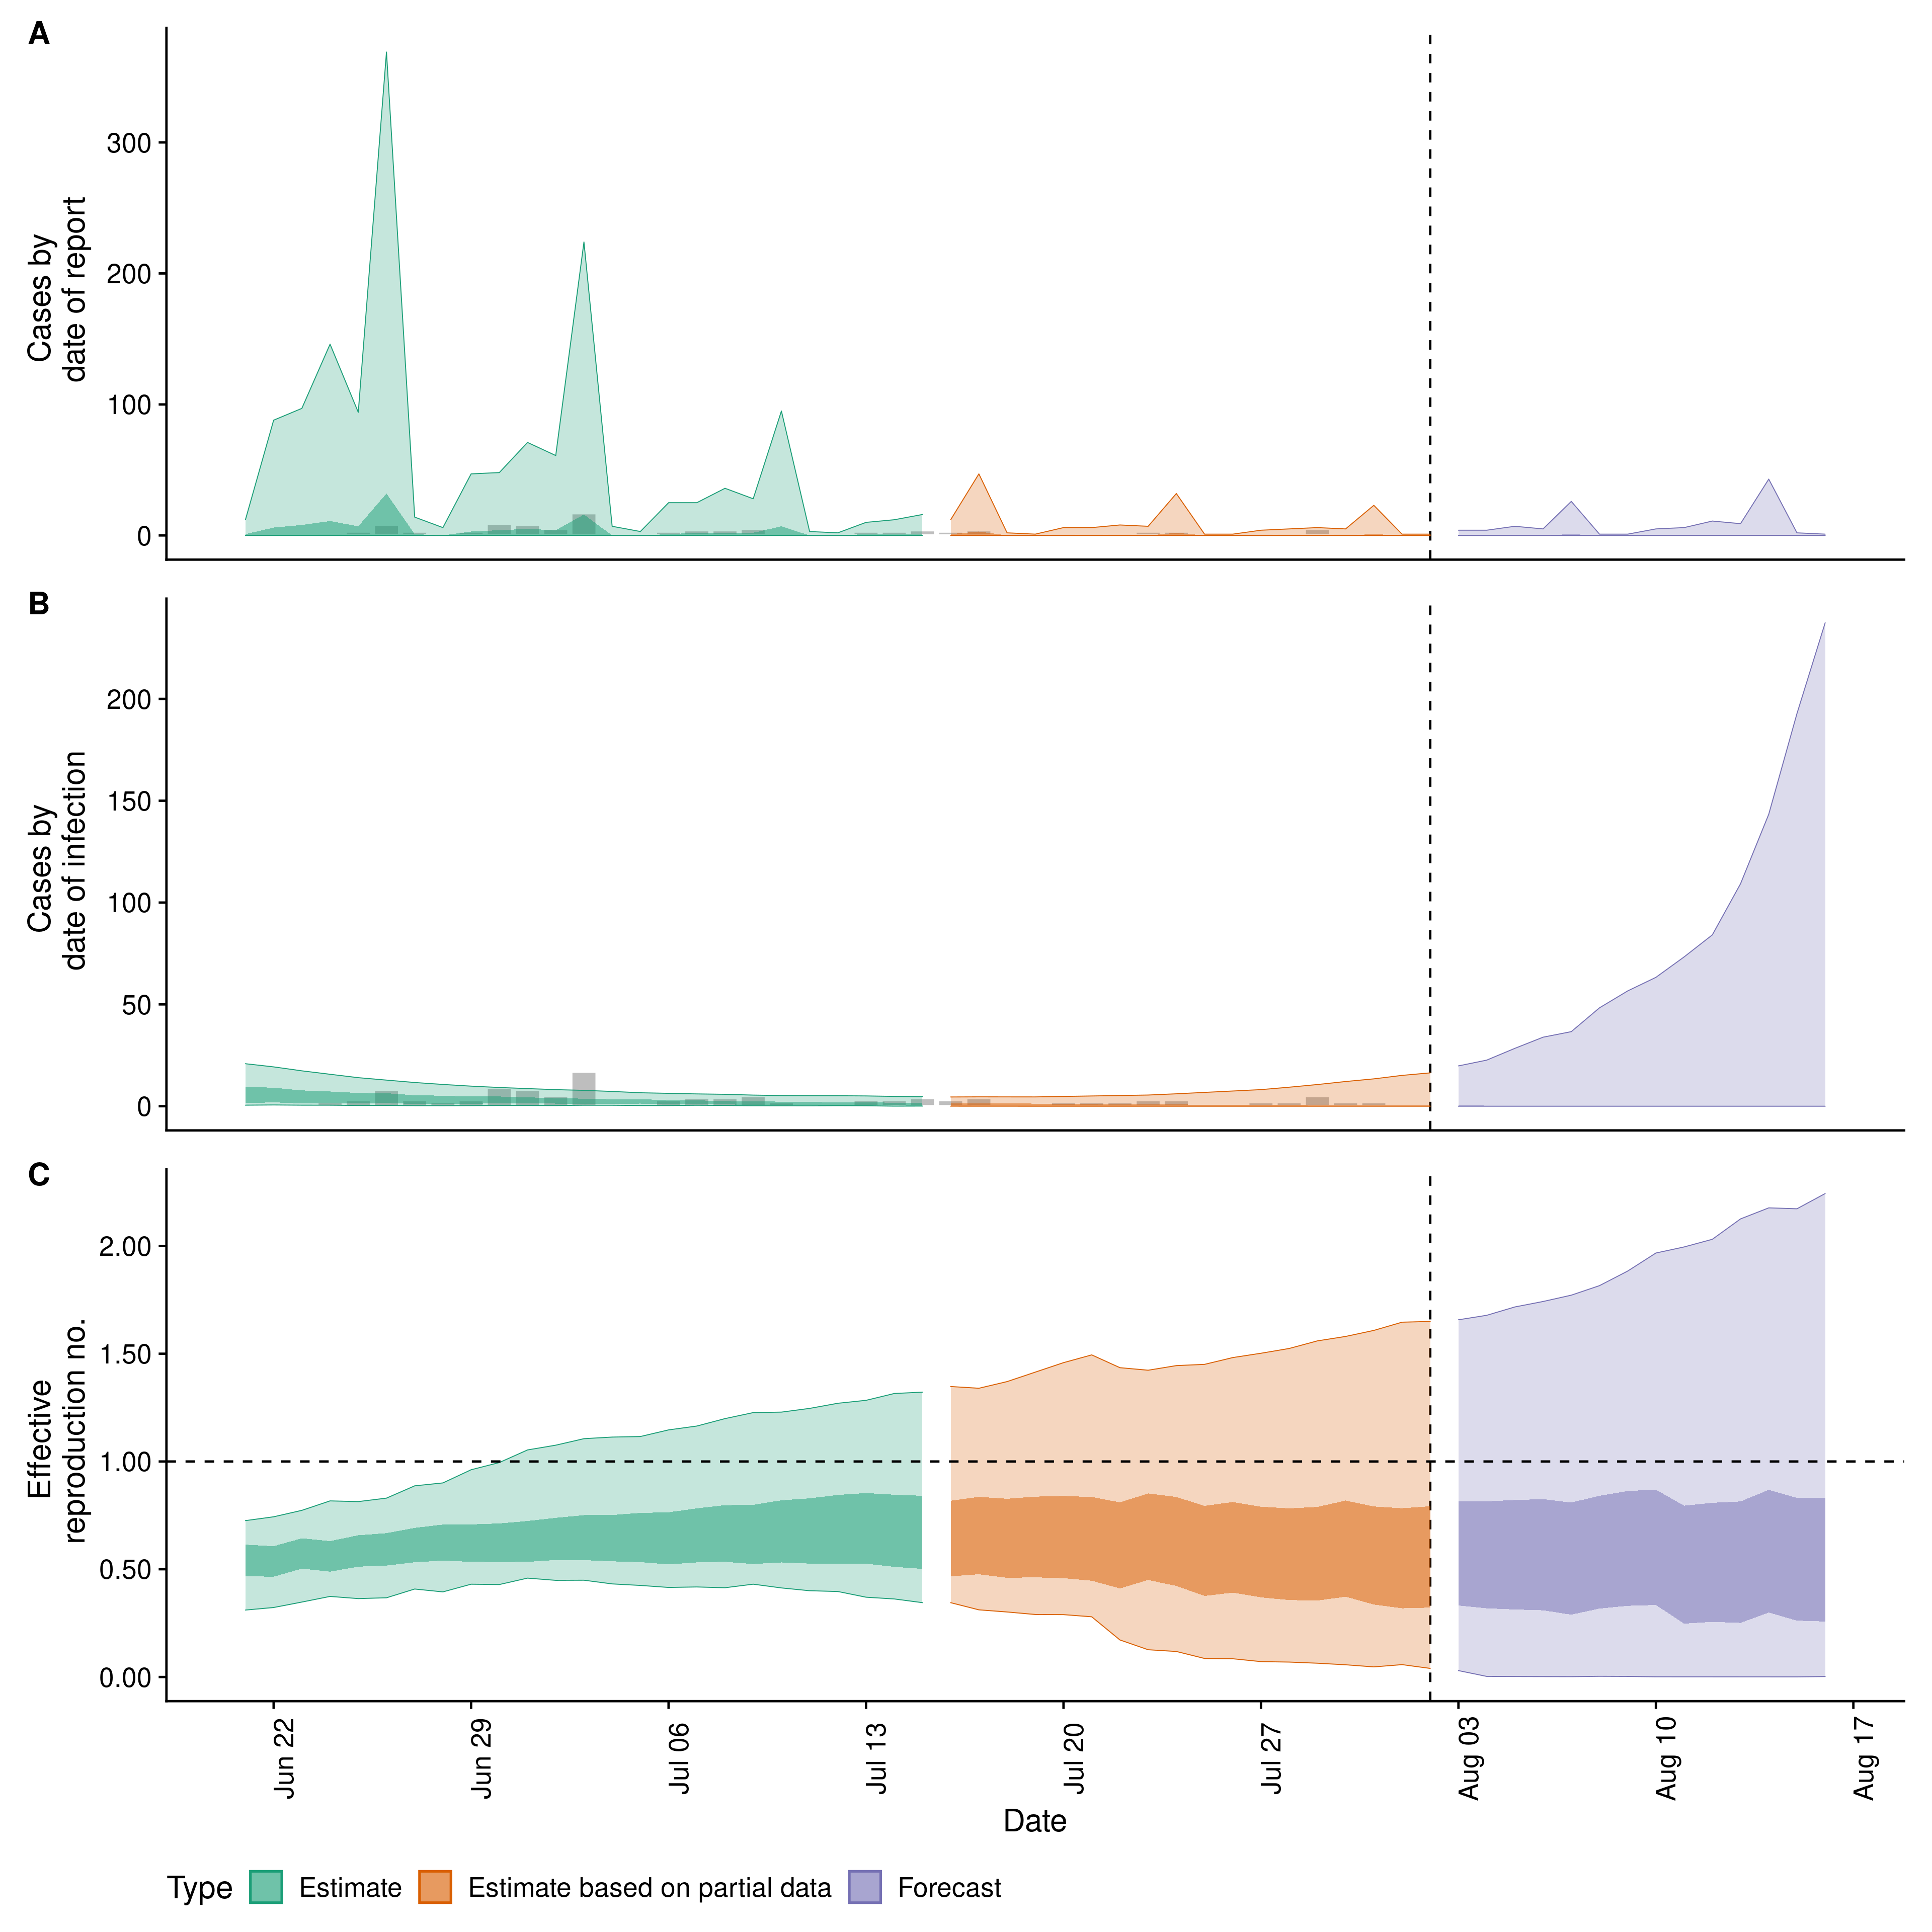 A
Cases by
date of report
300
200
100
0
B
Cases by
date of infection
200
150
100
50
0
C
Effective
reproduction no.
2.00
1.50
1.00
0.50
0.00
Jun 22
Jun 29
Jul 06
Jul 13
Jul 20
Jul 27
Aug 03
Aug 10
Aug 17
Date
Type Estimate Estimate based on partial data Forecast